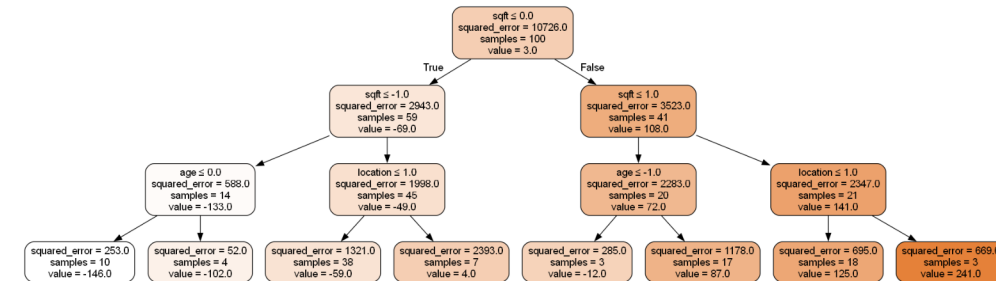 sqft ≤ 0.0
squared_error = 10726.0
samples = 100
value = 3.0
True
False
sqft ≤ -1.0
squared_error = 2943.0
samples = 59
value = -69.0
sqft ≤ 1.0
squared_error = 3523.0
samples = 41
value = 108.0
age ≤ 0.0
squared_error = 588.0
samples = 14
value = -133.0
location ≤ 1.0
squared_error = 1998.0
samples = 45
value = -49.0
age ≤ -1.0
squared_error = 2283.0
samples = 20
value = 72.0
location ≤ 1.0
squared_error = 2347.0
samples = 21
value = 141.0
squared_error = 253.0
samples = 10
value = -146.0
squared_error = 52.0
samples = 4
value = -102.0
squared_error = 1321.0
samples = 38
value = -59.0
squared_error = 2393.0
samples = 7
value = 4.0
squared_error = 285.0
samples = 3
value = -12.0
squared_error = 1178.0
samples = 17
value = 87.0
squared_error = 695.0
samples = 18
value = 125.0
squared_error = 669.0
samples = 3
value = 241.0